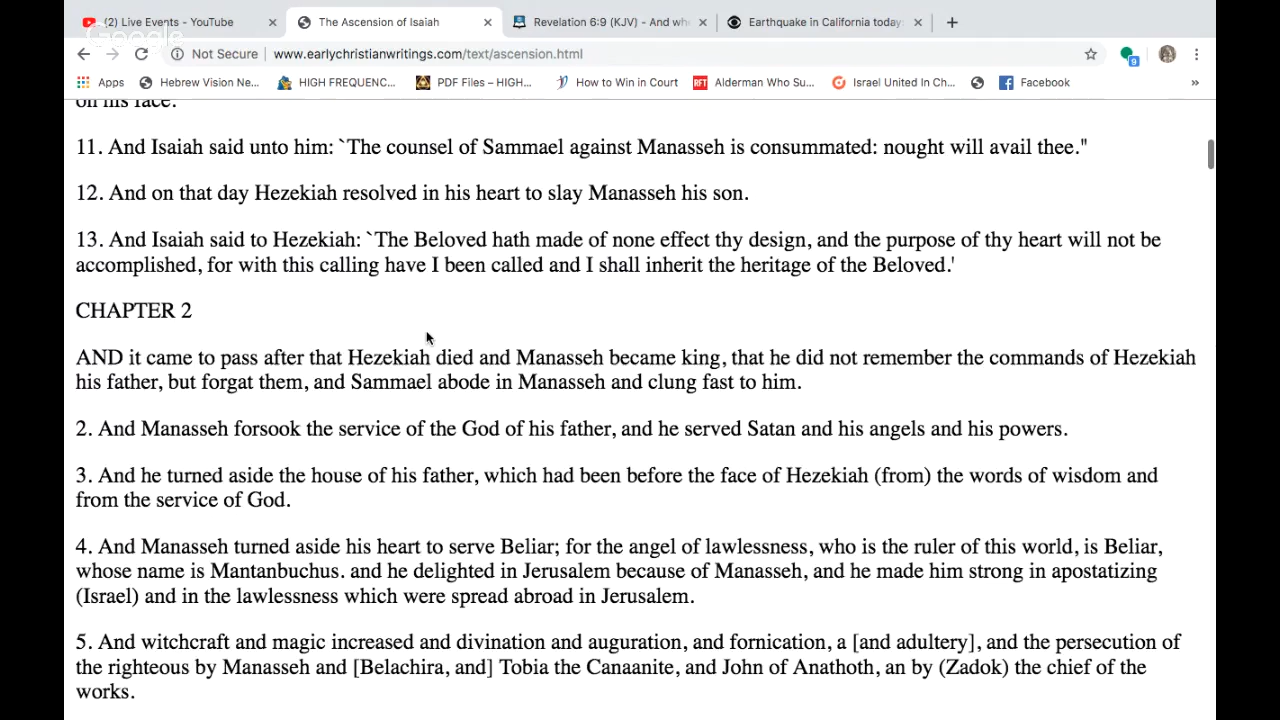 (2) Live Events - YouTube
The Ascension of Isaiah
Revelation 6:9 (KJV) - And whe
Earthquake in California today:
Google
Not Secure | www.earlychristianwritings.com/text/ascension.html
9
Apps
Hebrew Vision Ne...
HIGH FREQUENC...
PDF Files – HIGH...
How to Win in Court
RFT
Alderman Who Su...
Israel United In Ch...
Facebook
»
on his face.
11. And Isaiah said unto him: `The counsel of Sammael against Manasseh is consummated: nought will avail thee."
12. And on that day Hezekiah resolved in his heart to slay Manasseh his son.
13. And Isaiah said to Hezekiah: `The Beloved hath made of none effect thy design, and the purpose of thy heart will not be
accomplished, for with this calling have I been called and I shall inherit the heritage of the Beloved.'
CHAPTER 2
AND it came to pass after that Hezekiah died and Manasseh became king, that he did not remember the commands of Hezekiah
his father, but forgat them, and Sammael abode in Manasseh and clung fast to him.
2. And Manasseh forsook the service of the God of his father, and he served Satan and his angels and his powers.
3. And he turned aside the house of his father, which had been before the face of Hezekiah (from) the words of wisdom and
from the service of God.
4. And Manasseh turned aside his heart to serve Beliar; for the angel of lawlessness, who is the ruler of this world, is Beliar,
whose name is Mantanbuchus. and he delighted in Jerusalem because of Manasseh, and he made him strong in apostatizing
(Israel) and in the lawlessness which were spread abroad in Jerusalem.
5. And witchcraft and magic increased and divination and auguration, and fornication, a [and adultery], and the persecution of
the righteous by Manasseh and [Belachira, and] Tobia the Canaanite, and John of Anathoth, an by (Zadok) the chief of the
works.